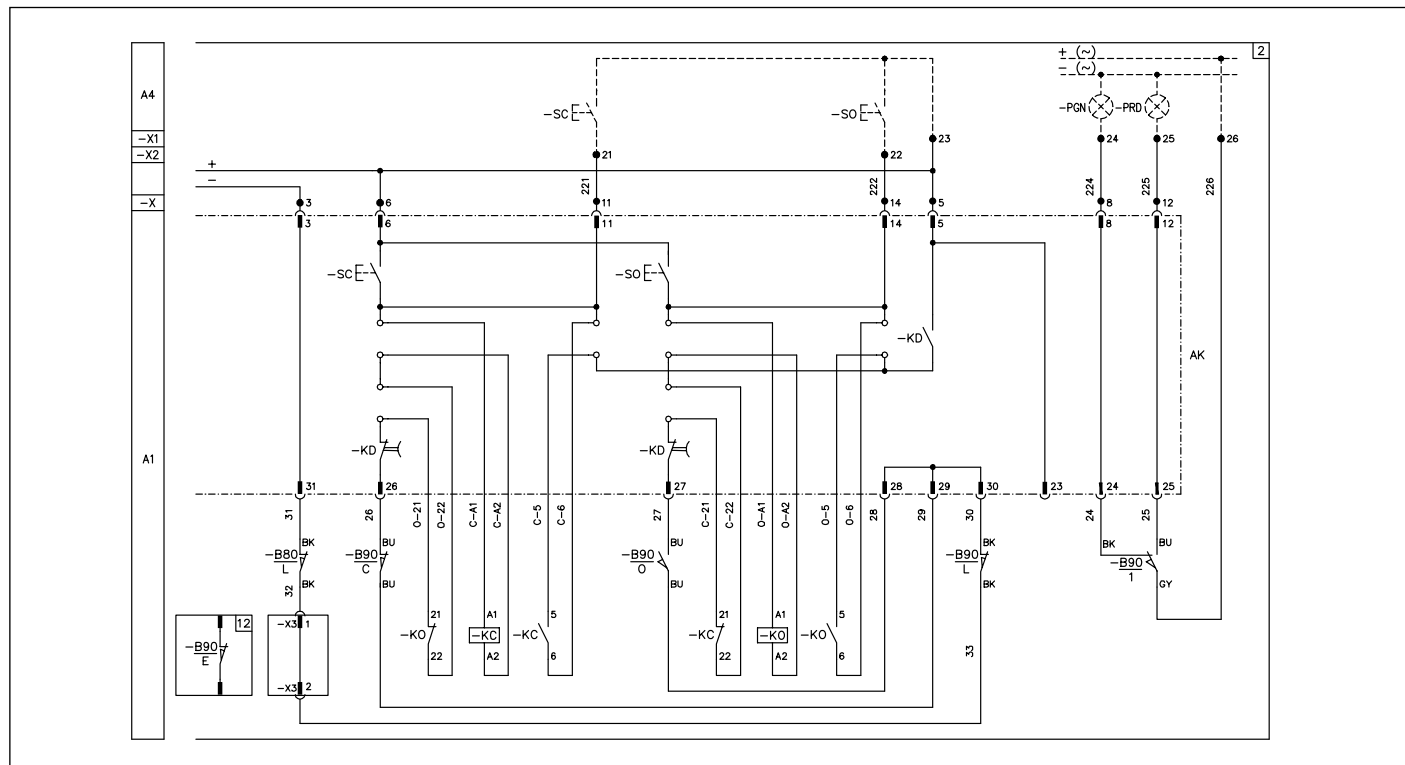 + (~)
2
- (~)
A4
-SC
-SO
-PGN
-PRD
-X1
23
24
25
26
-X2
21
22
+
-
221
222
224
225
226
-X
3
6
11
14
5
8
12
3
6
11
14
5
8
12
-SC
-SO
-KD
AK
-KD
-KD
A1
31
26
27
28
29
30
23
24
25
31
26
O-21
O-22
C-A1
C-A2
C-5
C-6
27
C-21
C-22
O-A1
O-A2
O-5
O-6
28
29
30
24
25
BK
BU
BU
BK
BK
BU
-B80
L
-B90
C
-B90
O
-B90
L
-B90
1
32
BK
BU
BU
BK
GY
12
-X3
1
21
A1
5
21
A1
5
-B90
E
-KO
-KC
-KC
-KC
-KO
-KO
33
22
A2
6
22
A2
6
-X3
2